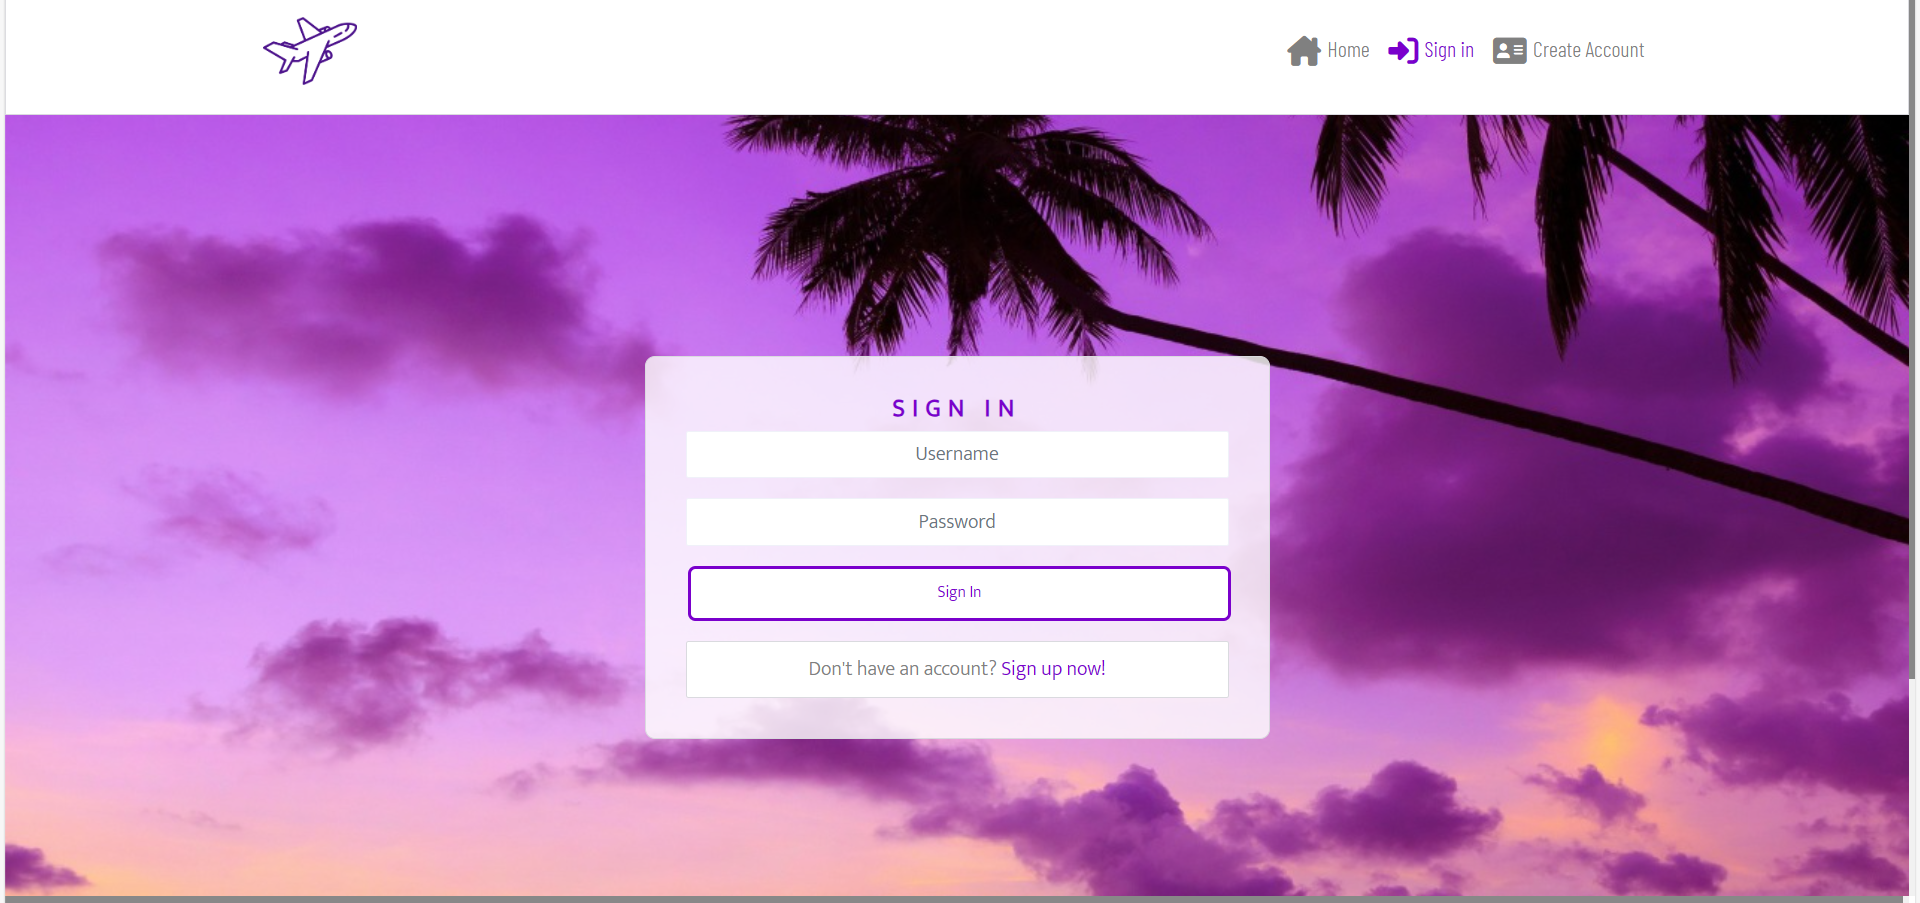 Home Sign in Create Account
SIGN IN
Username
Password
Sign In
Don't have an account? Sign up now!